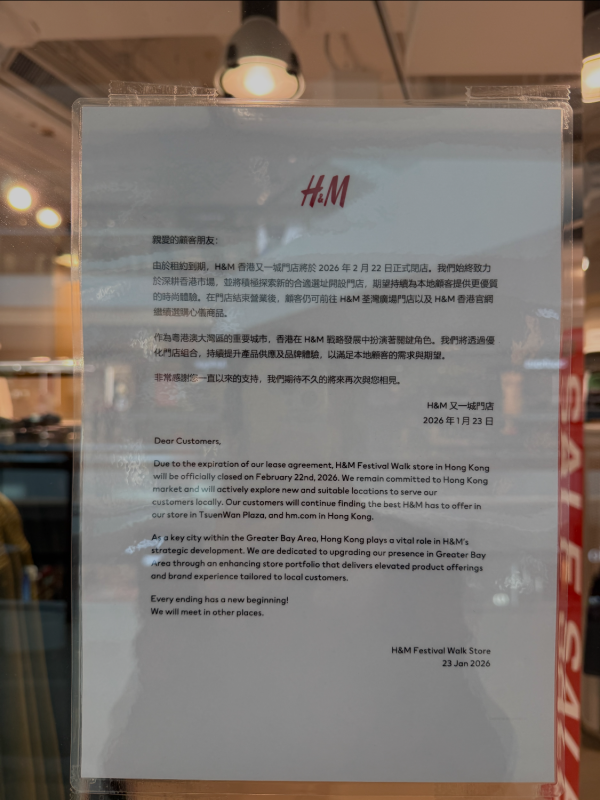 H&M
親愛的顧客朋友：
由於租約到期，H&M 香港又一城門店將於 2026 年 2 月 22 日正式閉店。我們始終致力
於深耕香港市場，並將積極探索新的合適選址開設門店，期望持續為本地顧客提供更優質
的時尚體驗。在門店結束營業後，顧客仍可前往 H&M 荃灣廣場門店以及 H&M 香港官網
繼續選購心儀商品。
作為粵港澳大灣區的重要城市，香港在 H&M 戰略發展中扮演著關鍵角色。我們將透過優
化門店組合，持續提升產品供應及品牌體驗，以滿足本地顧客的需求與期望。
非常感謝您一直以來的支持，我們期待不久的將來再次與您相見。
H&M 又一城門店
2026 年 1 月 23 日
Dear Customers,
Due to the expiration of our lease agreement, H&M Festival Walk store in Hong Kong
will be officially closed on February 22nd, 2026. We remained committed to Hong Kong
market and will actively explore new and suitable locations to serve our
customers locally. Our customers will continue finding the best H&M has to offer in
our store in TsuenWan Plaza, and hm.com in Hong Kong.
As a key city within the Greater Bay Area, Hong Kong plays a vital role in H&M's
strategic development. We are dedicated to upgrading our presence in Greater Bay
Area through an enhancing store portfolio that delivers elevated product offerings
and brand experience tailored to local customers.
Every ending has a new beginning!
We will meet in other places.
H&M Festival Walk Store
23 Jan 2026
SALE SALE